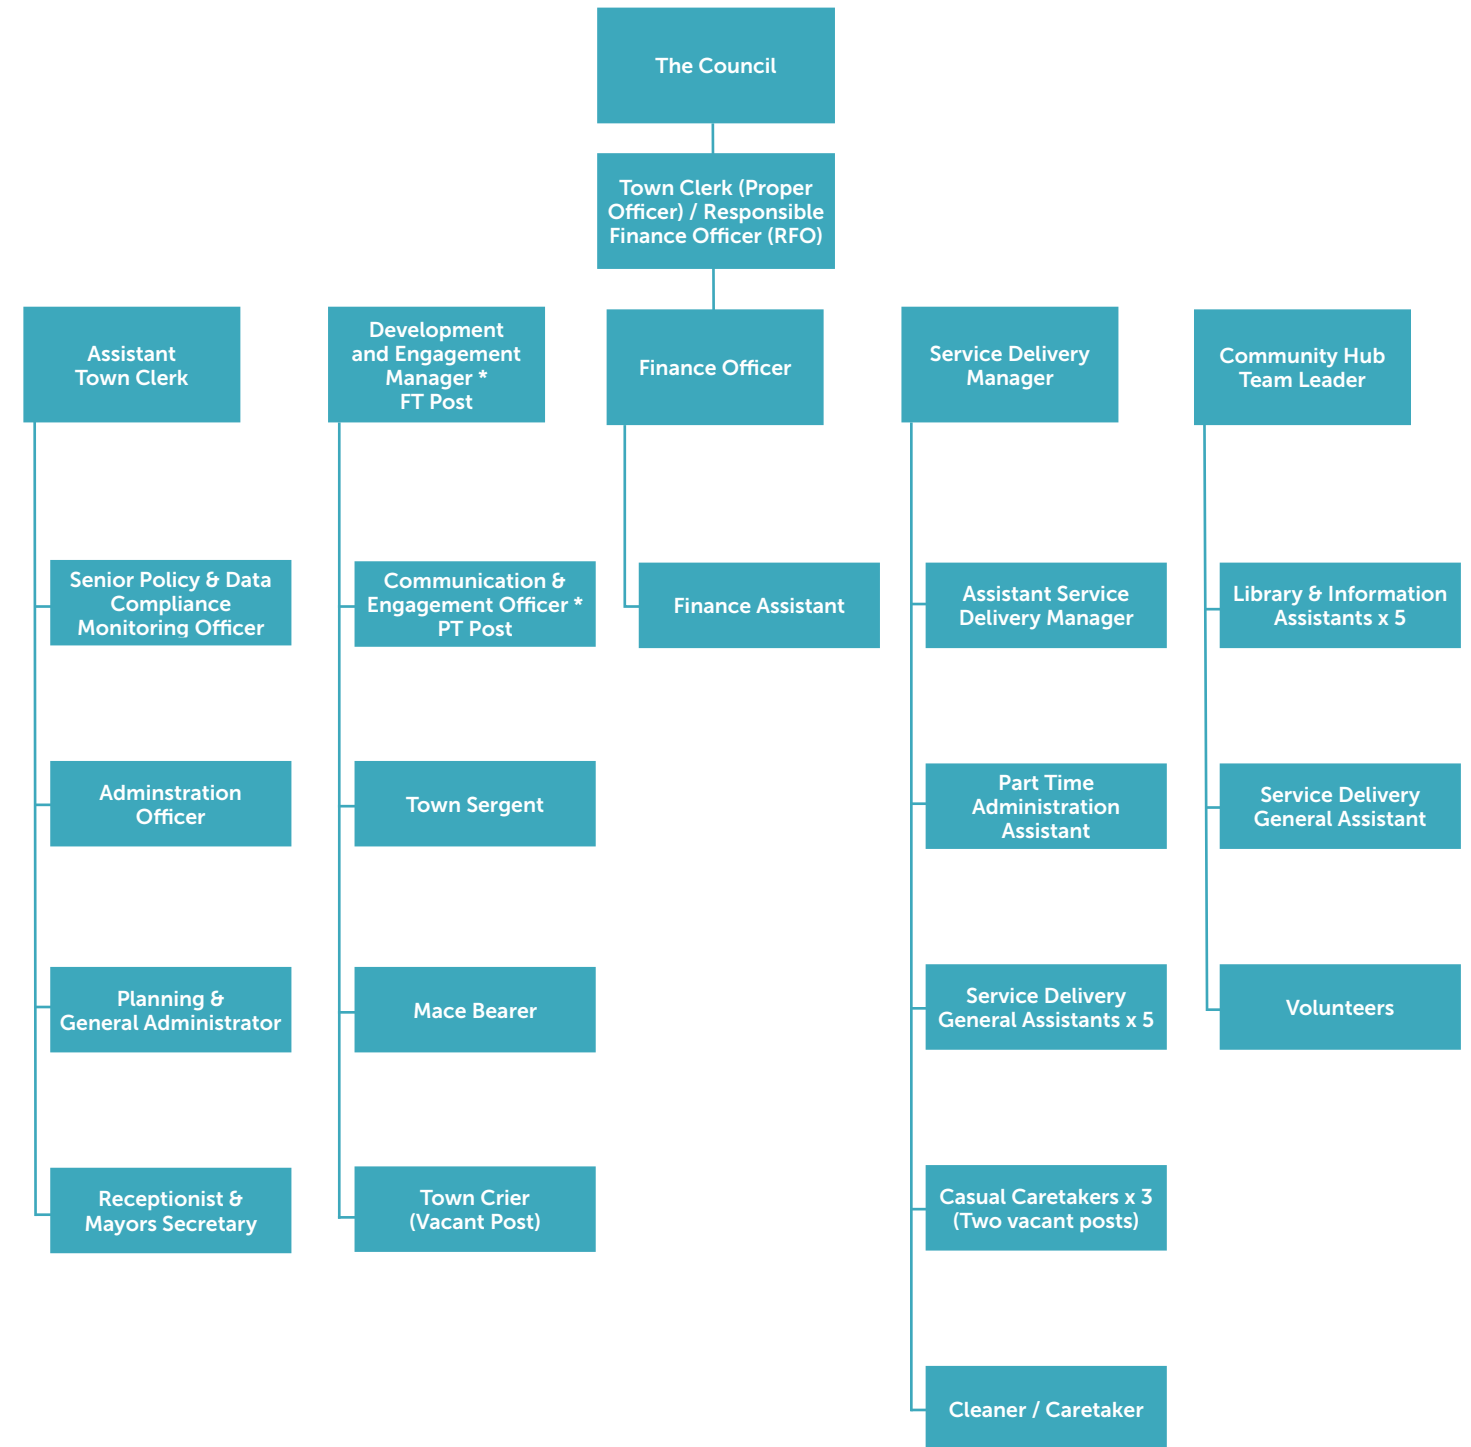 The Council
Town Clerk (Proper
Officer) / Responsible
Finance Officer (RFO)
Assistant
Town Clerk
Development
and Engagement
Manager *
FT Post
Finance Officer
Service Delivery
Manager
Community Hub
Team Leader
Senior Policy & Data
Compliance
Monitoring Officer
Communication &
Engagement Officer *
PT Post
Finance Assistant
Assistant Service
Delivery Manager
Library & Information
Assistants x 5
Adminstration
Officer
Town Sergent
Part Time
Administration
Assistant
Service Delivery
General Assistant
Planning &
General Administrator
Mace Bearer
Service Delivery
General Assistants x 5
Volunteers
Receptionist &
Mayors Secretary
Town Crier
(Vacant Post)
Casual Caretakers x 3
(Two vacant posts)
Cleaner / Caretaker